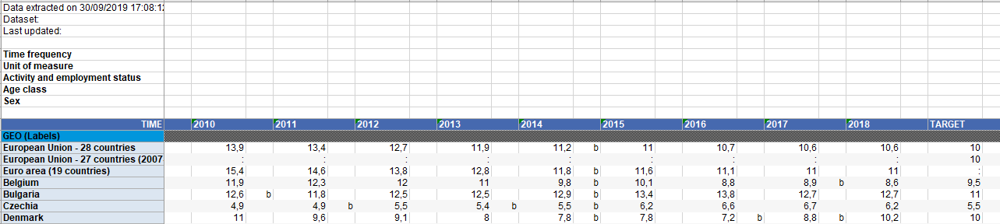 Data extracted on 30/09/2019 17:08:12
Dataset:
Last updated:
Time frequency
Unit of measure
Activity and employment status
Age class
Sex
TIME 2010 2011 2012 2013 2014 2015 2016 2017 2018 TARGET
GEO (Labels)
European Union - 28 countries 13,9 13,4 12,7 11,9 11,2 b 11 10,7 10,6 10,6 10
European Union - 27 countries (2007 : : : : : : : : : 10
Euro area (19 countries) 15,4 14,6 13,8 12,8 11,8 b 11,6 11,1 11 11 :
Belgium 11,9 12,3 12 11 9,8 b 10,1 8,8 8,9 b 8,6 9,5
Bulgaria 12,6 b 11,8 12,5 12,5 12,9 b 13,4 13,8 12,7 12,7 11
Czechia 4,9 4,9 b 5,5 5,4 b 5,5 b 6,2 6,6 6,7 6,2 5,5
Denmark 11 9,6 9,1 8 7,8 b 7,8 7,2 b 8,8 b 10,2 10